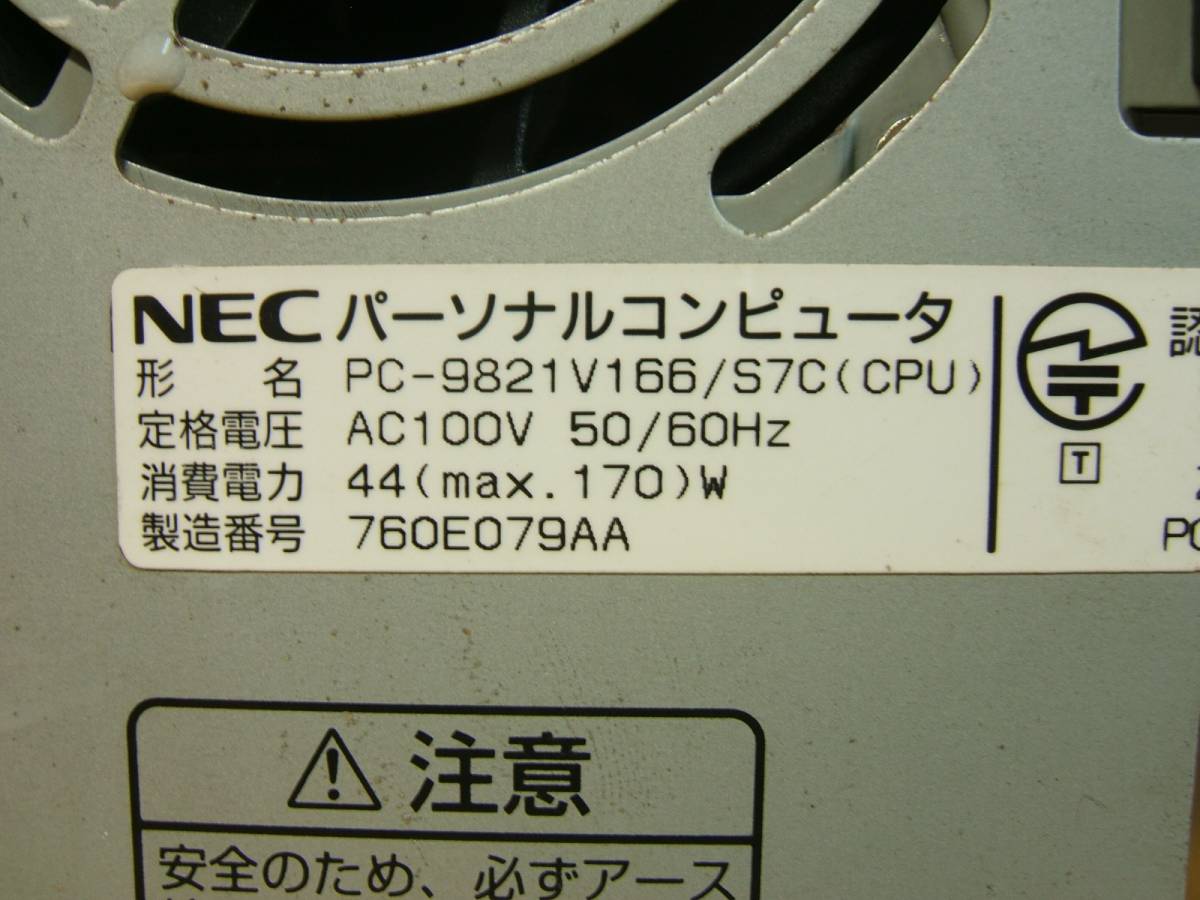 NEC パーソナルコンピュータ
形 名 PC-9821V166/S7C(CPU)
定格電圧 AC100V 50/60Hz
消費電力 44(max.170)W
製造番号 760E079AA
T
認
PC
注意
安全のため、必ずアース